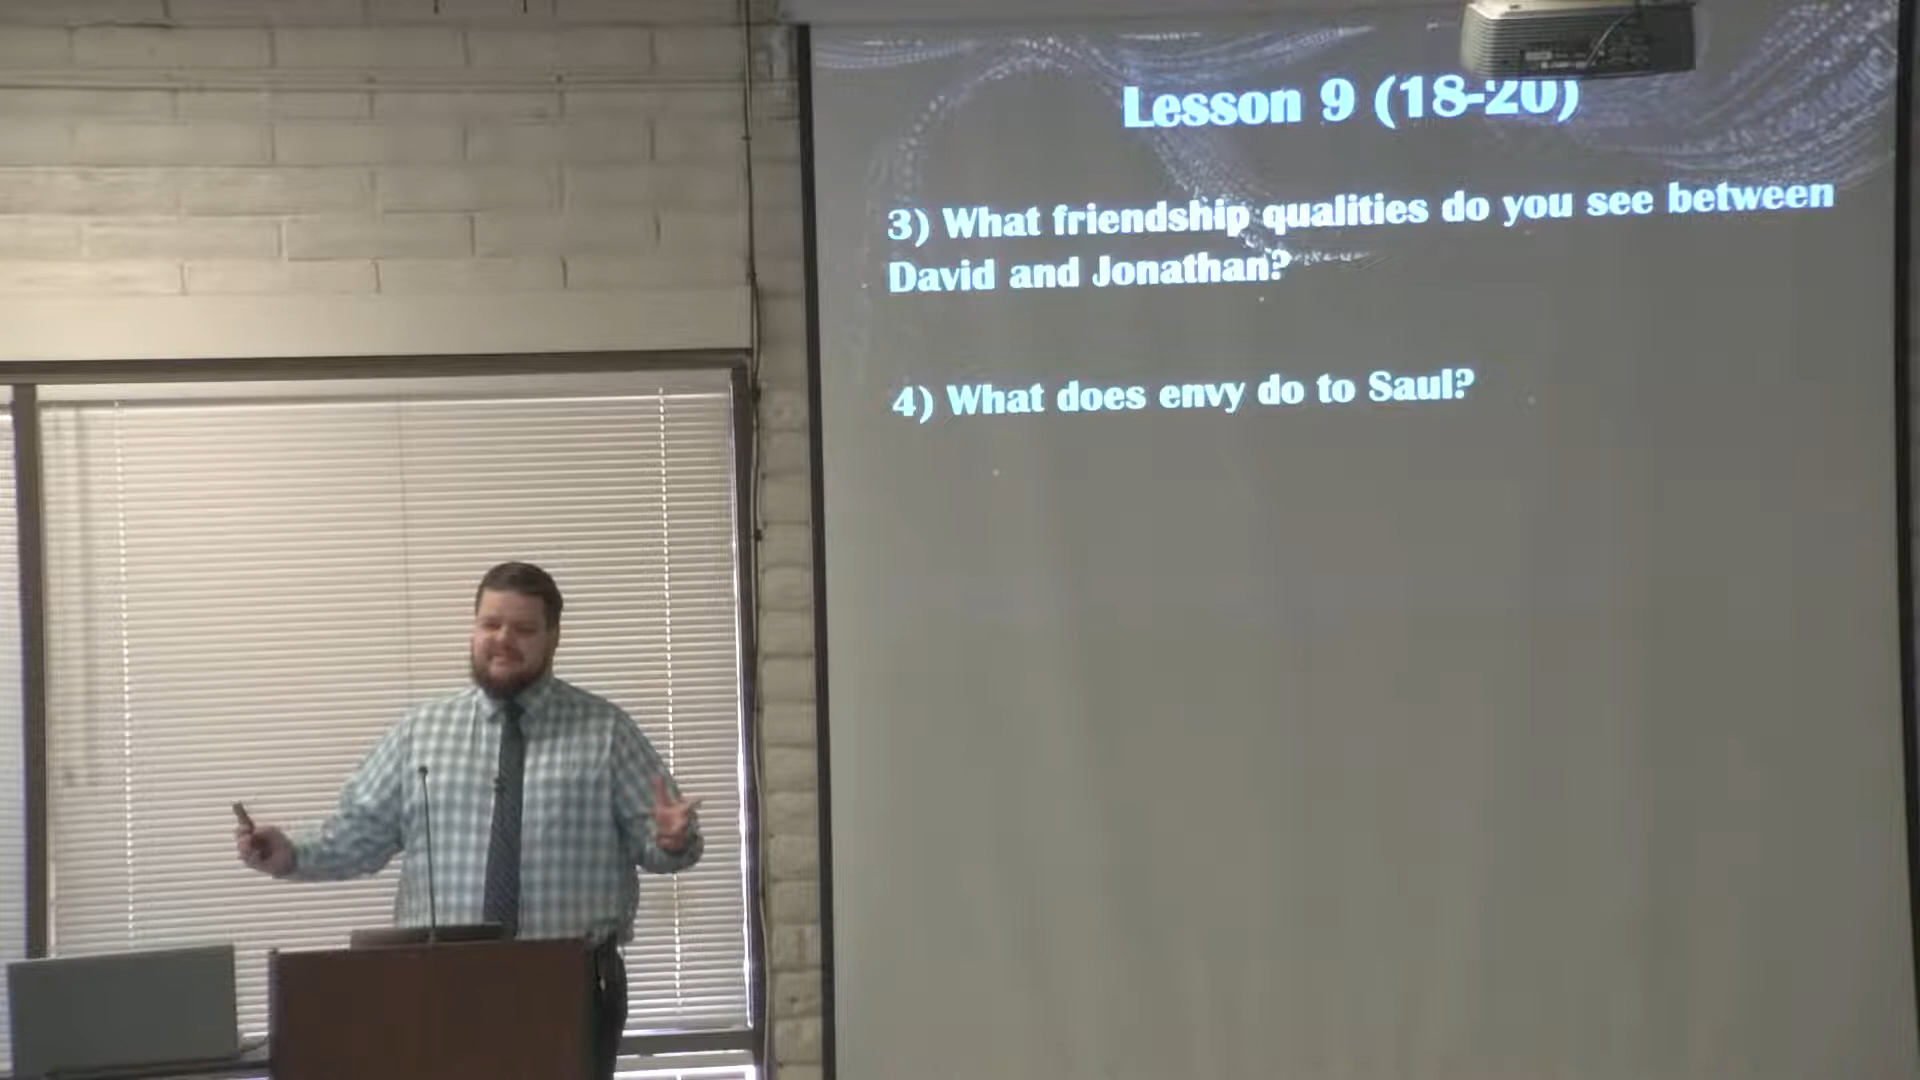 Lesson 9 (18-20)
3) What friendship qualities do you see between
David and Jonathan?
4) What does envy do to Saul?